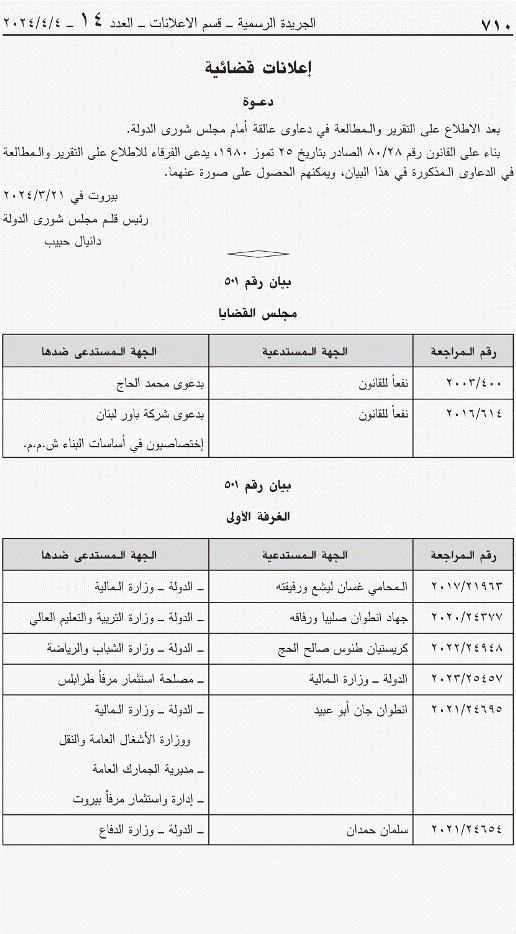 ٧١٠ الجريدة الرسمية – قسم الاعلانات – العدد ١٤ – ٢٠٢٤/٤/٤
إعلانات قضائية
دعوة
بعد الاطلاع على التقرير والمطالعة في دعاوى عالقة أمام مجلس شورى الدولة.
بناء على القانون رقم ٨٠/٢٨ الصادر بتاريخ ٢٥ تموز ١٩٨٠، يدعى الفرقاء للاطلاع على التقرير والمطالعة
في الدعاوى المذكورة في هذا البيان، ويمكنهم الحصول على صورة عنهما.
بيروت في ٢٠٢٤/٣/٢١
رئيس قلم مجلس شورى الدولة
دانيال حبيب
بيان رقم ٥٠١
مجلس القضايا
رقم المراجعة الجهة المستدعية الجهة المستدعى ضدها
٢٠٠٣/٤٠٠ نفعاً للقانون بدعوى محمد الحاج
٢٠١٦/٦١٤ نفعاً للقانون بدعوى شركة باور لبنان
إختصاصيون في أساسات البناء ش.م.م.
بيان رقم ٥٠١
الغرفة الأولى
رقم المراجعة الجهة المستدعية الجهة المستدعى ضدها
٢٠١٧/٢١٩٦٣ المحامي غسان ليشع ورفيقته – الدولة – وزارة المالية
٢٠٢٠/٢٤٣٧٧ جهاد انطوان صليبا ورفاقه – الدولة – وزارة التربية والتعليم العالي
٢٠٢٢/٢٤٩٤٨ كريستيان طنوس صالح الحج – الدولة – وزارة الشباب والرياضة
٢٠٢٣/٢٥٤٥٧ الدولة – وزارة المالية – مصلحة استثمار مرفأ طرابلس
٢٠٢١/٢٤٦٩٥ انطوان جان أبو عبيد – الدولة – وزارة المالية
ووزارة الأشغال العامة والنقل
– مديرية الجمارك العامة
– إدارة واستثمار مرفأ بيروت
٢٠٢١/٢٤٦٥٤ سلمان حمدان – الدولة – وزارة الدفاع